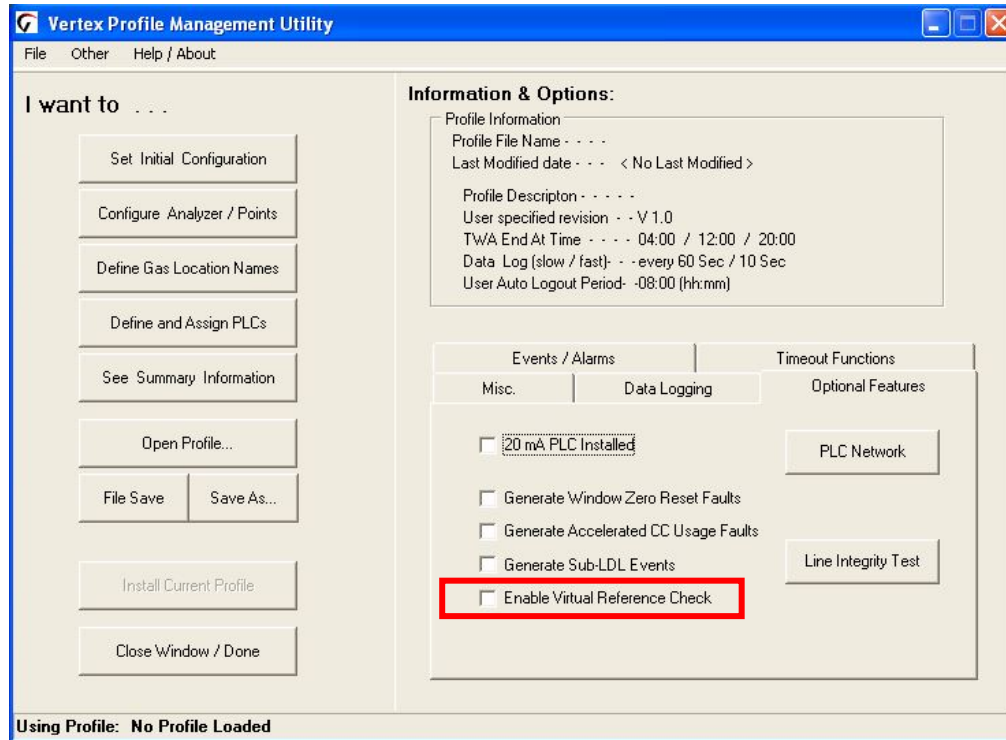 Vertex Profile Management Utility
File Other Help / About
I want to . . .
Set Initial Configuration
Configure Analyzer / Points
Define Gas Location Names
Define and Assign PLCs
See Summary Information
Open Profile...
File Save
Save As...
Install Current Profile
Close Window / Done
Information & Options:
Profile Information
Profile File Name - - - -
Last Modified date - - - < No Last Modified >
Profile Descripton - - - - -
User specified revision - - V 1.0
TWA End At Time - - - - 04:00 / 12:00 / 20:00
Data Log (slow / fast)- - -every 60 Sec / 10 Sec
User Auto Logout Period- -08:00 (hh:mm)
Events / Alarms
Timeout Functions
Misc.
Data Logging
Optional Features
20 mA PLC Installed
PLC Network
Generate Window Zero Reset Faults
Generate Accelerated CC Usage Faults
Generate Sub-LDL Events
Line Integrity Test
Enable Virtual Reference Check
Using Profile: No Profile Loaded